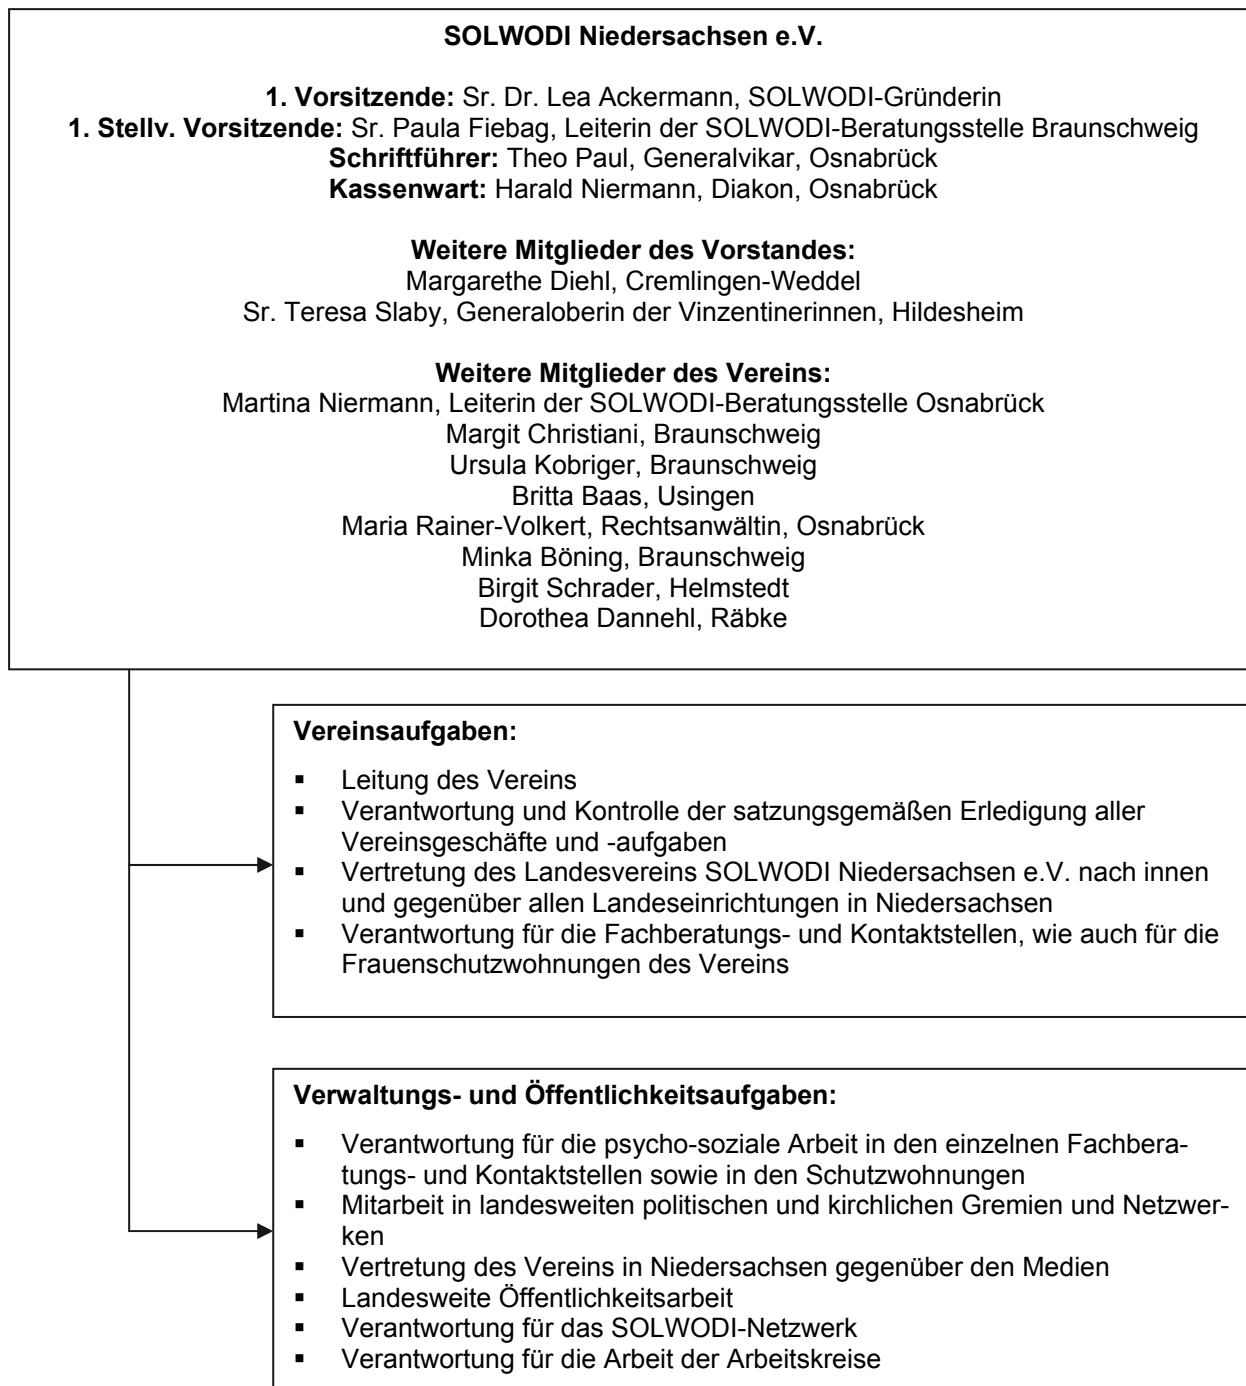 SOLWODI Niedersachsen e.V.
1. Vorsitzende: Sr. Dr. Lea Ackermann, SOLWODI-Gründerin
1. Stellv. Vorsitzende: Sr. Paula Fiebag, Leiterin der SOLWODI-Beratungsstelle Braunschweig
Schriftführer: Theo Paul, Generalvikar, Osnabrück
Kassenwart: Harald Niermann, Diakon, Osnabrück
Weitere Mitglieder des Vorstandes:
Margarethe Diehl, Cremlingen-Weddel
Sr. Teresa Slaby, Generaloberin der Vinzentinerinnen, Hildesheim
Weitere Mitglieder des Vereins:
Martina Niermann, Leiterin der SOLWODI-Beratungsstelle Osnabrück
Margit Christiani, Braunschweig
Ursula Kobriger, Braunschweig
Britta Baas, Usingen
Maria Rainer-Volkert, Rechtsanwältin, Osnabrück
Minka Böning, Braunschweig
Birgit Schrader, Helmstedt
Dorothea Dannehl, Räbke
Vereinsaufgaben:
▪ Leitung des Vereins
▪ Verantwortung und Kontrolle der satzungsgemäßen Erledigung aller
Vereinsgeschäfte und -aufgaben
▪ Vertretung des Landesvereins SOLWODI Niedersachsen e.V. nach innen
und gegenüber allen Landeseinrichtungen in Niedersachsen
▪ Verantwortung für die Fachberatungs- und Kontaktstellen, wie auch für die
Frauenschutzwohnungen des Vereins
Verwaltungs- und Öffentlichkeitsaufgaben:
▪ Verantwortung für die psycho-soziale Arbeit in den einzelnen Fachbera-
tungs- und Kontaktstellen sowie in den Schutzwohnungen
▪ Mitarbeit in landesweiten politischen und kirchlichen Gremien und Netzwer-
ken
▪ Vertretung des Vereins in Niedersachsen gegenüber den Medien
▪ Landesweite Öffentlichkeitsarbeit
▪ Verantwortung für das SOLWODI-Netzwerk
▪ Verantwortung für die Arbeit der Arbeitskreise